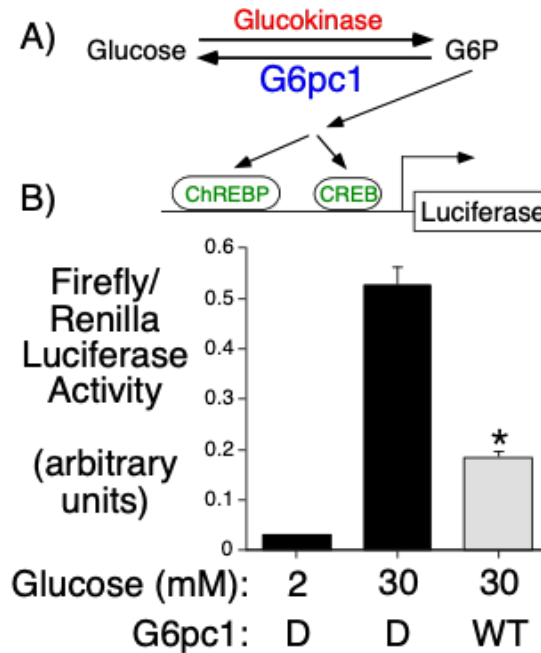 A)
Glucokinase
Glucose
G6P
G6pc1
B)
ChREBP
CREB
Luciferase
Firefly/
Renilla
Luciferase
Activity
(arbitrary
units)
0.6
0.5
0.4
0.3
0.2
0.1
0
*
Glucose (mM): 2 30 30
G6pc1: D D WT